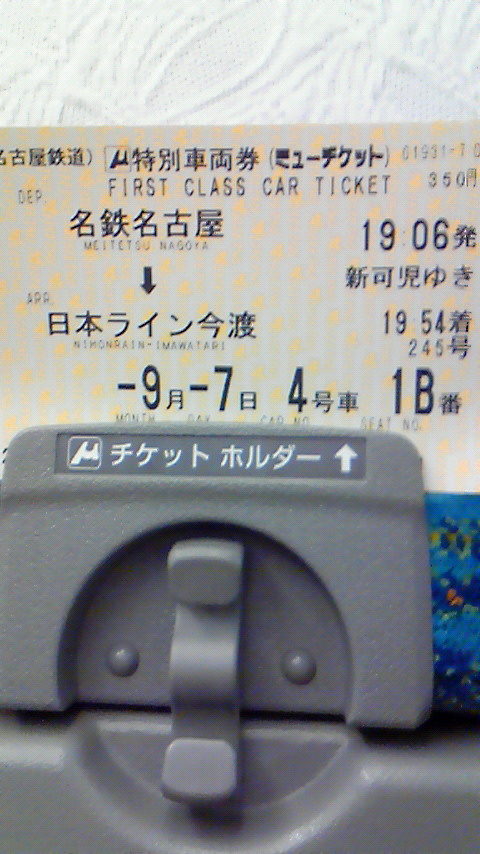 名古屋鉄道) μ特別車両券 (ミューチケット) 01931-T0
FIRST CLASS CAR TICKET 350円
DEP.
名鉄名古屋 19:06発
MEITETSU NAGOYA
↓ 新可児ゆき
ARR.
日本ライン今渡 19:54着
NIHONRAIN-IMAWATARI 245号
-9月-7日 4号車 1B番
MONTH DAY CAR NO. SEAT NO.
μ チケット ホルダー ↑